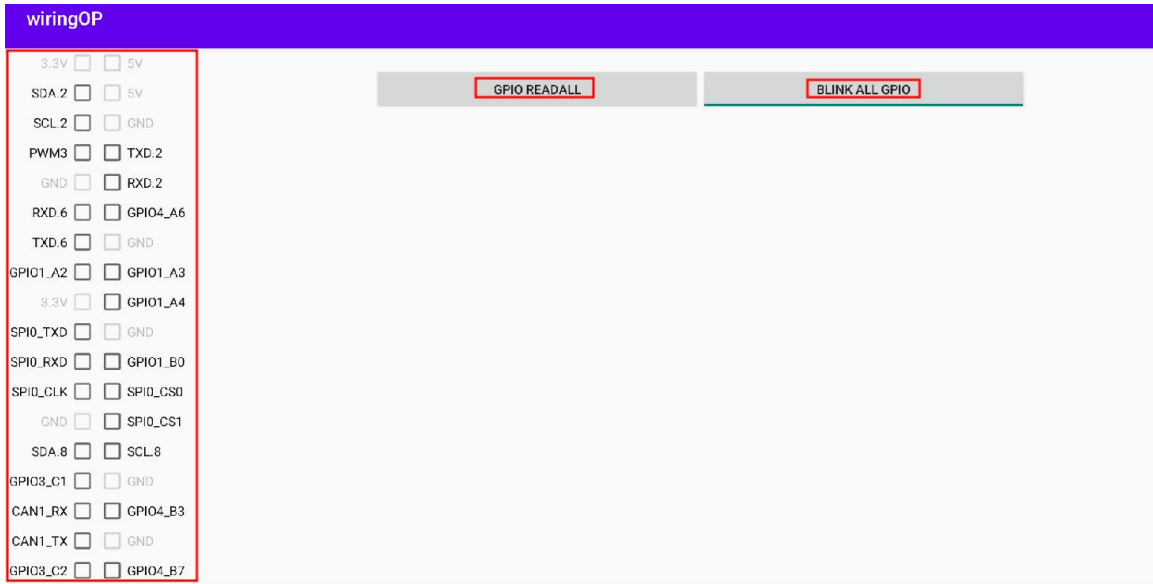 wiringOP
3.3V 5V
SDA.2 5V
SCL.2 GND
PWM3 TXD.2
GND RXD.2
RXD.6 GPIO4_A6
TXD.6 GND
GPIO1_A2 GPIO1_A3
3.3V GPIO1_A4
SPI0_TXD GND
SPI0_RXD GPIO1_B0
SPI0_CLK SPI0_CS0
GND SPI0_CS1
SDA.8 SCL.8
GPIO3_C1 GND
CAN1_RX GPIO4_B3
CAN1_TX GND
GPIO3_C2 GPIO4_B7
GPIO READALL
BLINK ALL GPIO